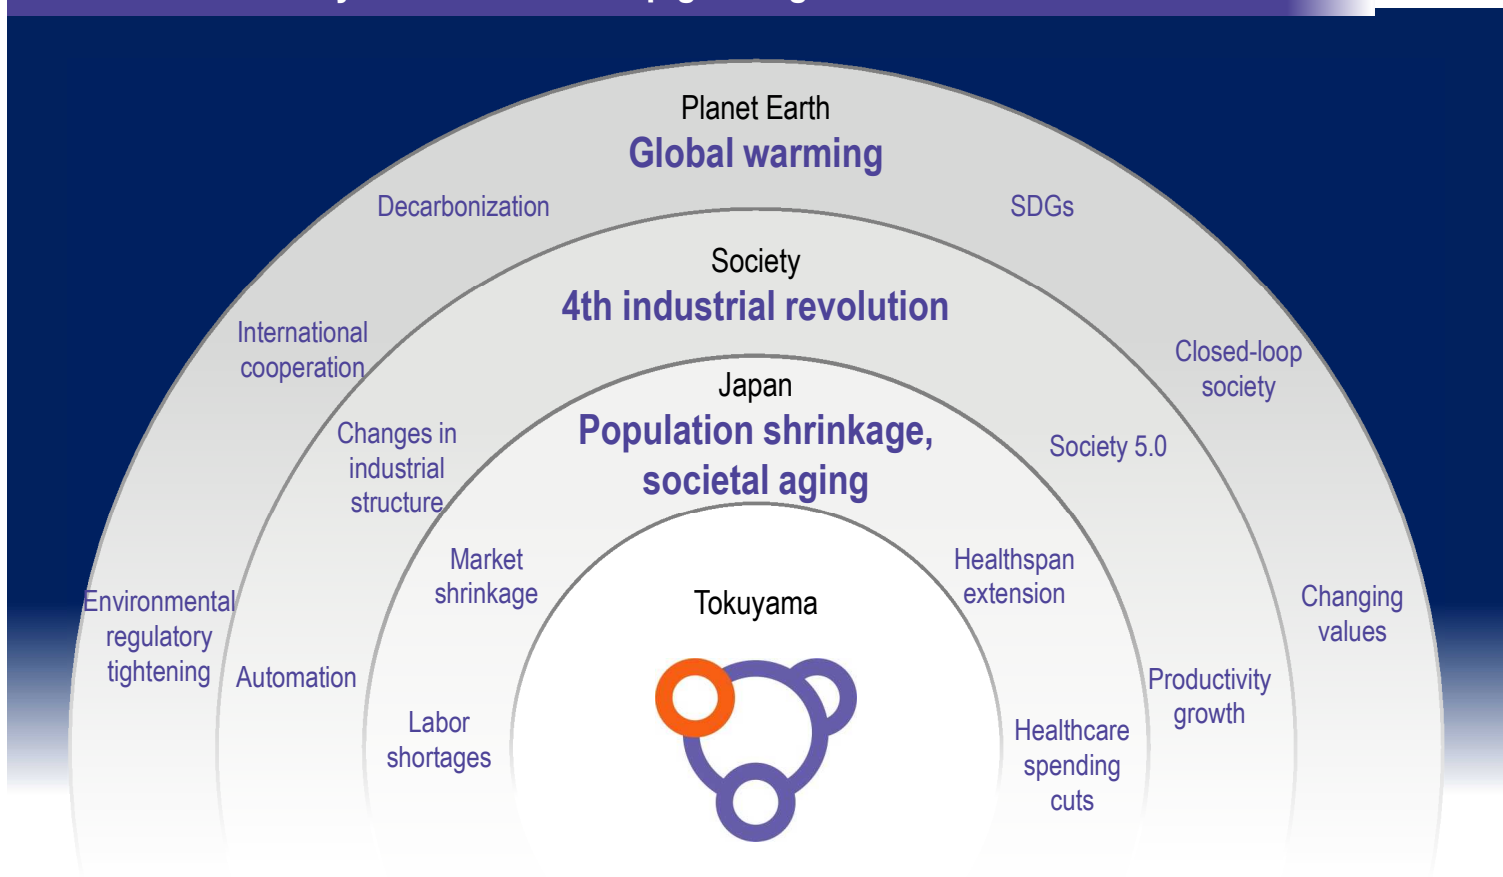 Planet Earth
Global warming
Decarbonization
SDGs
Society
4th industrial revolution
International
cooperation
Closed-loop
society
Japan
Population shrinkage,
societal aging
Changes in
industrial
structure
Society 5.0
Market
shrinkage
Healthspan
extension
Tokuyama
Environmental
regulatory
tightening
Changing
values
Automation
Productivity
growth
Labor
shortages
Healthcare
spending
cuts